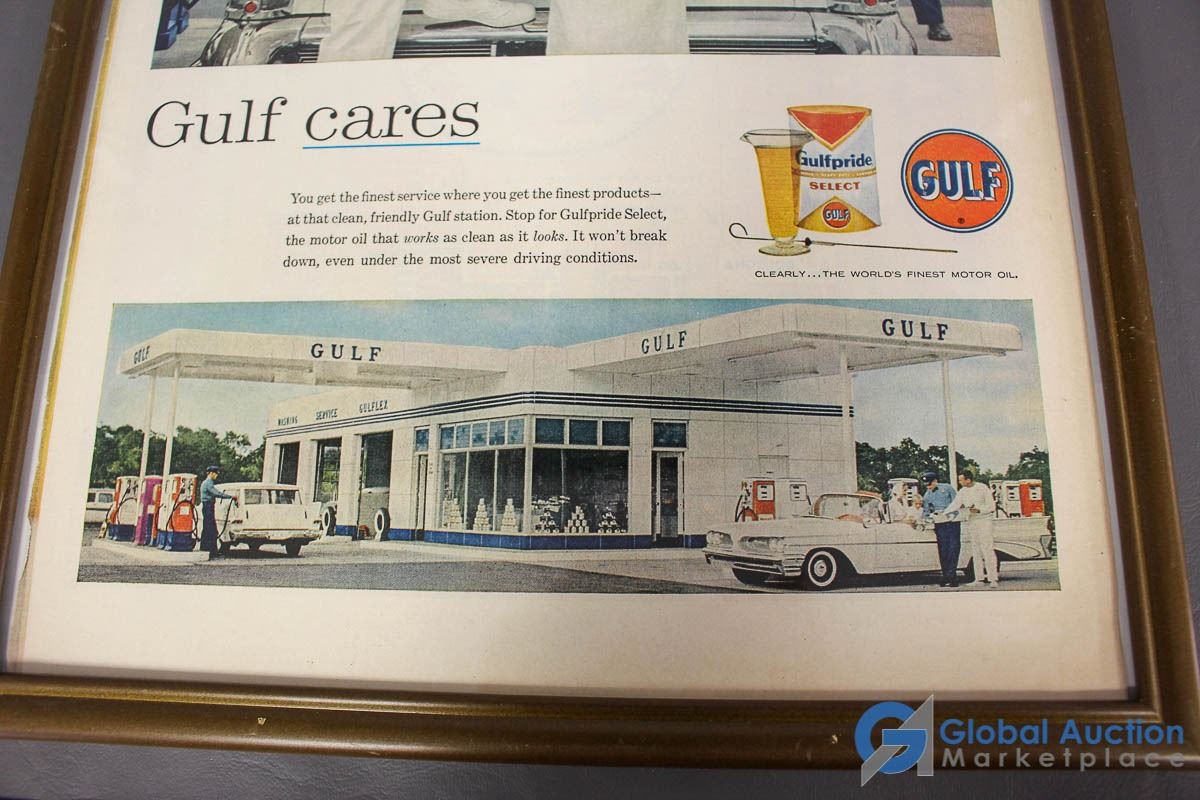 Gulf cares
You get the finest service where you get the finest products—
at that clean, friendly Gulf station. Stop for Gulfpride Select,
the motor oil that works as clean as it looks. It won't break
down, even under the most severe driving conditions.
Gulfpride
SELECT
GULF
GULF
®
CLEARLY...THE WORLD'S FINEST MOTOR OIL.
GULF
GULF
GULF
GULF
WASHING SERVICE GULFLEX
Global Auction
Marketplace